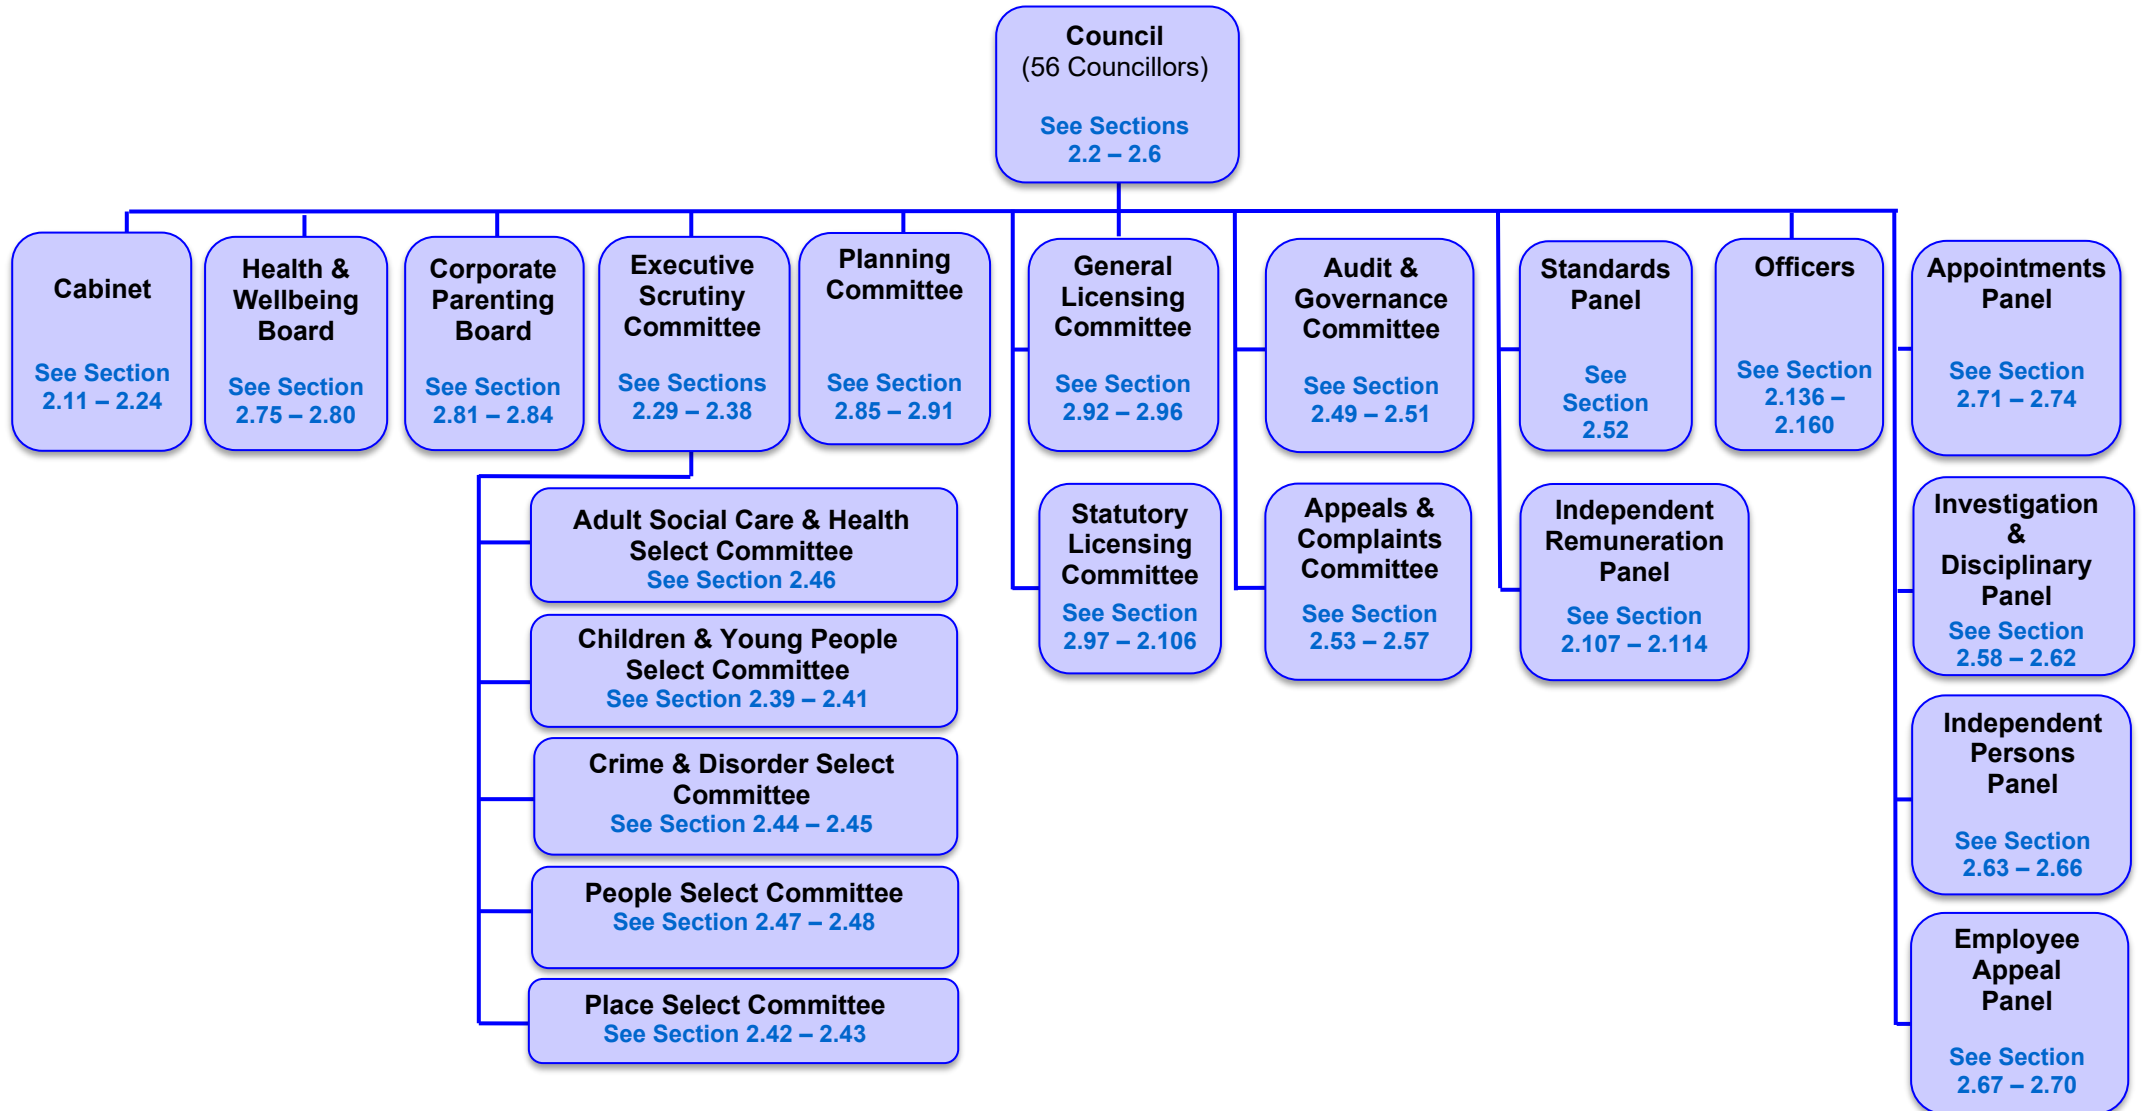 Council
(56 Councillors)
See Sections
2.2 – 2.6
Cabinet
See Section
2.11 – 2.24
Health &
Wellbeing
Board
See Section
2.75 – 2.80
Corporate
Parenting
Board
See Section
2.81 – 2.84
Executive
Scrutiny
Committee
See Sections
2.29 – 2.38
Planning
Committee
See Section
2.85 – 2.91
General
Licensing
Committee
See Section
2.92 – 2.96
Audit &
Governance
Committee
See Section
2.49 – 2.51
Standards
Panel
See
Section
2.52
Officers
See Section
2.136 –
2.160
Appointments
Panel
See Section
2.71 – 2.74
Adult Social Care & Health
Select Committee
See Section 2.46
Children & Young People
Select Committee
See Section 2.39 – 2.41
Crime & Disorder Select
Committee
See Section 2.44 – 2.45
People Select Committee
See Section 2.47 – 2.48
Place Select Committee
See Section 2.42 – 2.43
Statutory
Licensing
Committee
See Section
2.97 – 2.106
Appeals &
Complaints
Committee
See Section
2.53 – 2.57
Independent
Remuneration
Panel
See Section
2.107 – 2.114
Investigation
&
Disciplinary
Panel
See Section
2.58 – 2.62
Independent
Persons
Panel
See Section
2.63 – 2.66
Employee
Appeal
Panel
See Section
2.67 – 2.70